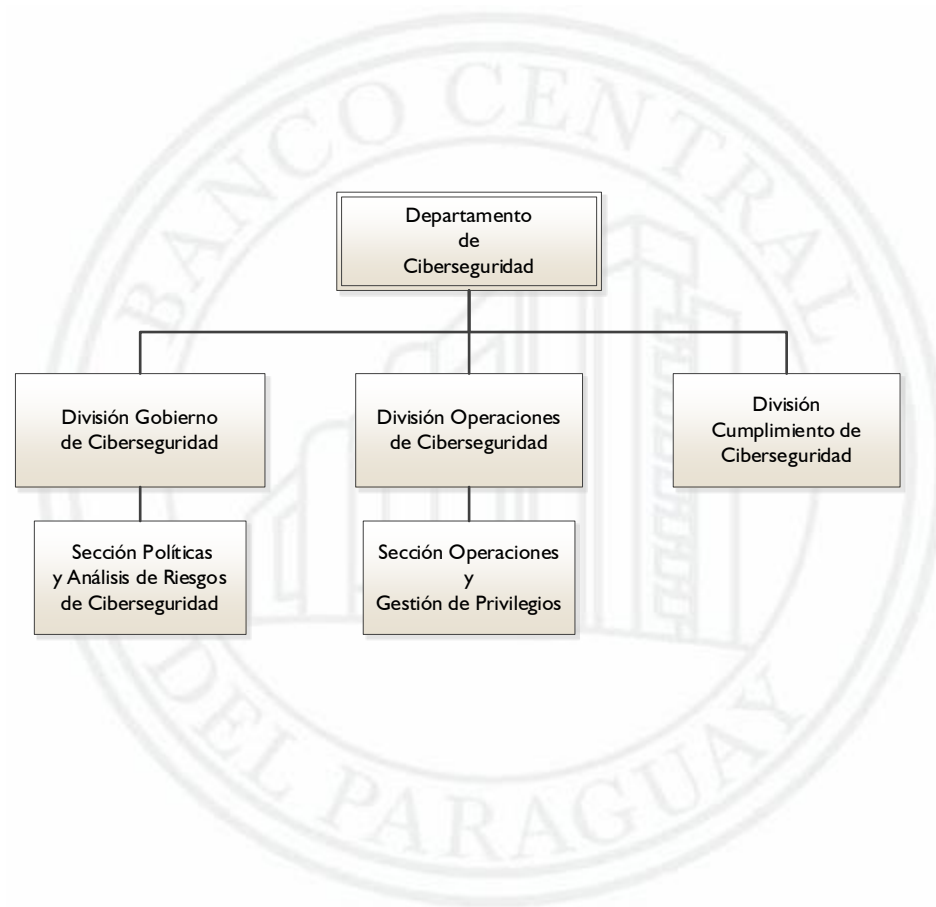 BANCO CENTRAL
DEL PARAGUAY
Departamento
de
Ciberseguridad
División Gobierno
de Ciberseguridad
División Operaciones
de Ciberseguridad
División
Cumplimiento de
Ciberseguridad
Sección Políticas
y Análisis de Riesgos
de Ciberseguridad
Sección Operaciones
y
Gestión de Privilegios